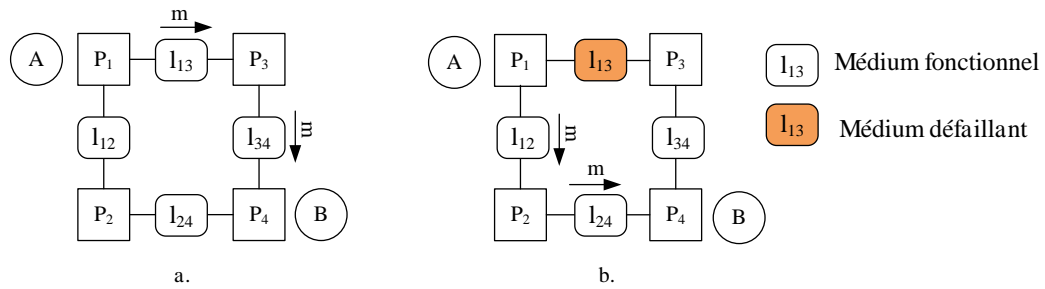 m
A P₁ l₁₃ P₃
l₁₂ l₃₄ m
P₂ l₂₄ P₄ B
a.
A P₁ l₁₃ P₃
l₁₂ m l₃₄
m
P₂ l₂₄ P₄ B
b.
l₁₃ Médium fonctionnel
l₁₃ Médium défaillant